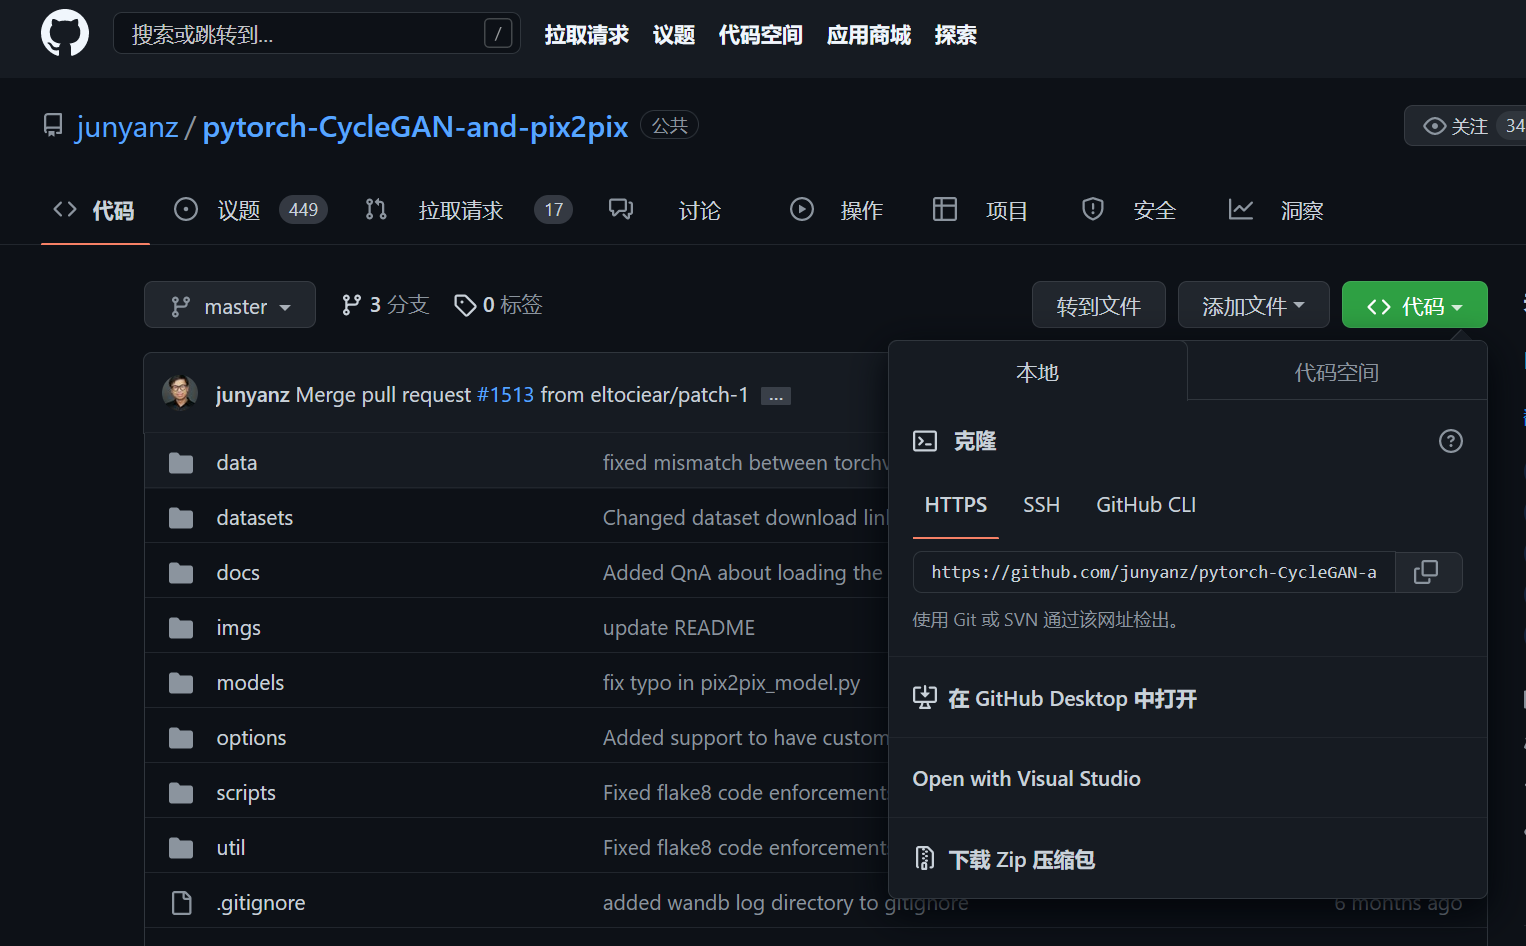 搜索或跳转到... / 拉取请求 议题 代码空间 应用商城 探索
junyanz / pytorch-CycleGAN-and-pix2pix 公共 关注 34
代码 议题 449 拉取请求 17 讨论 操作 项目 安全 洞察
master 3 分支 0 标签 转到文件 添加文件 代码
junyanz Merge pull request #1513 from eltociear/patch-1 ...
data fixed mismatch between torchv
datasets Changed dataset download lin
docs Added QnA about loading the
imgs update README
models fix typo in pix2pix_model.py
options Added support to have custom
scripts Fixed flake8 code enforcement
util Fixed flake8 code enforcement
.gitignore added wandb log directory to gitignore 6 months ago
本地 代码空间
克隆
HTTPS SSH GitHub CLI
https://github.com/junyanz/pytorch-CycleGAN-a
使用 Git 或 SVN 通过该网址检出。
在 GitHub Desktop 中打开
Open with Visual Studio
下载 Zip 压缩包